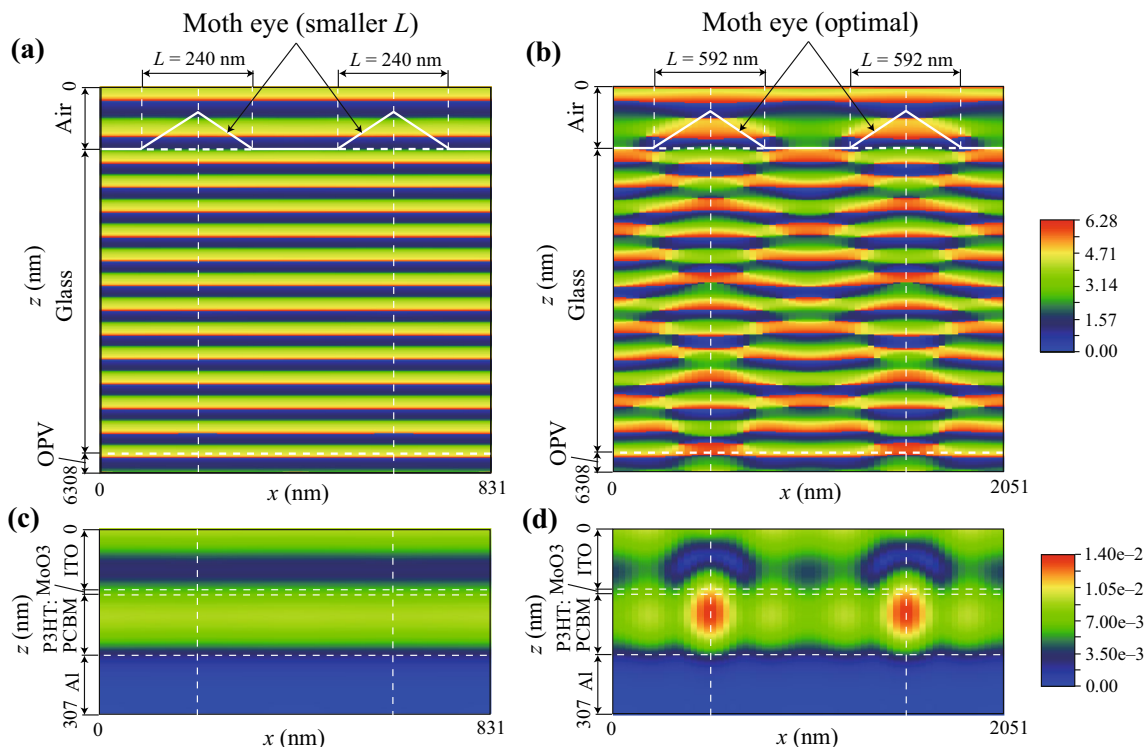 Moth eye (smaller L)
(a)
L = 240 nm
L = 240 nm
0
Air
Glass
z (nm)
OPV
6308
0
x (nm)
831
Moth eye (optimal)
(b)
L = 592 nm
L = 592 nm
0
Air
Glass
z (nm)
OPV
6308
0
x (nm)
2051
6.28
4.71
3.14
1.57
0.00
(c)
0
ITO
MoO3
P3HT:
PCBM
z (nm)
Al
307
0
x (nm)
831
(d)
0
ITO
MoO3
P3HT:
PCBM
z (nm)
Al
307
0
x (nm)
2051
1.40e–2
1.05e–2
7.00e–3
3.50e–3
0.00